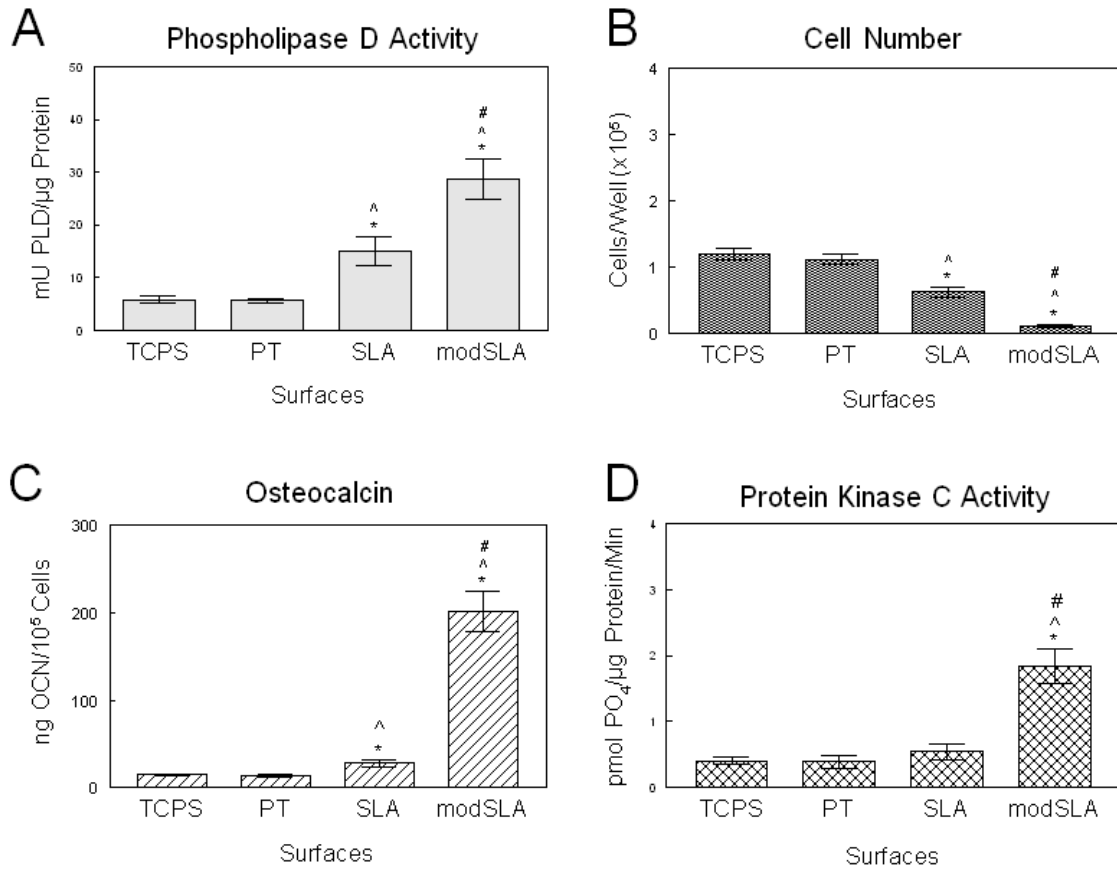 A
Phospholipase D Activity
mU PLD/µg Protein
50
40
30
20
10
0
^
*
#
^
*
TCPS PT SLA modSLA
Surfaces
B
Cell Number
Cells/Well (x10⁵)
4
3
2
1
0
^
*
#
^
*
TCPS PT SLA modSLA
Surfaces
C
Osteocalcin
ng OCN/10⁵ Cells
300
200
100
0
^
*
#
^
*
TCPS PT SLA modSLA
Surfaces
D
Protein Kinase C Activity
pmol PO₄/µg Protein/Min
4
3
2
1
0
#
^
*
TCPS PT SLA modSLA
Surfaces